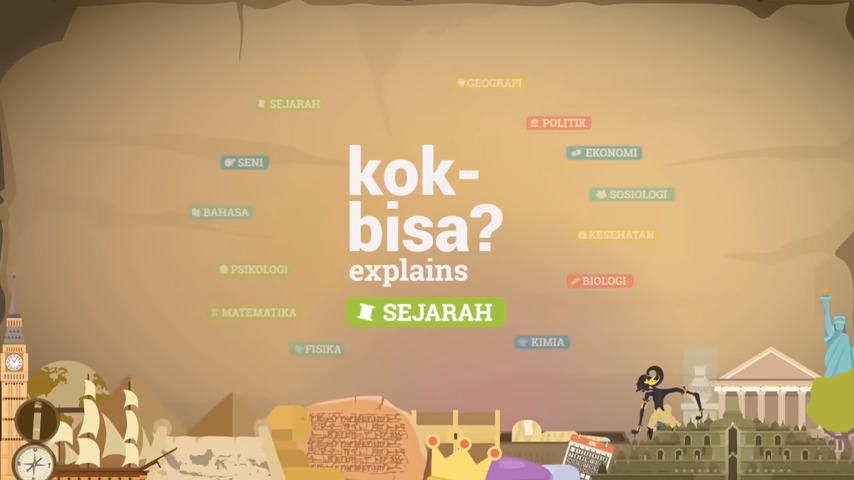 GEOGRAFI
SEJARAH
POLITIK
EKONOMI
SENI
SOSIOLOGI
BAHASA
KESEHATAN
kok-
bisa?
explains
PSIKOLOGI
BIOLOGI
MATEMATIKA
SEJARAH
FISIKA
KIMIA